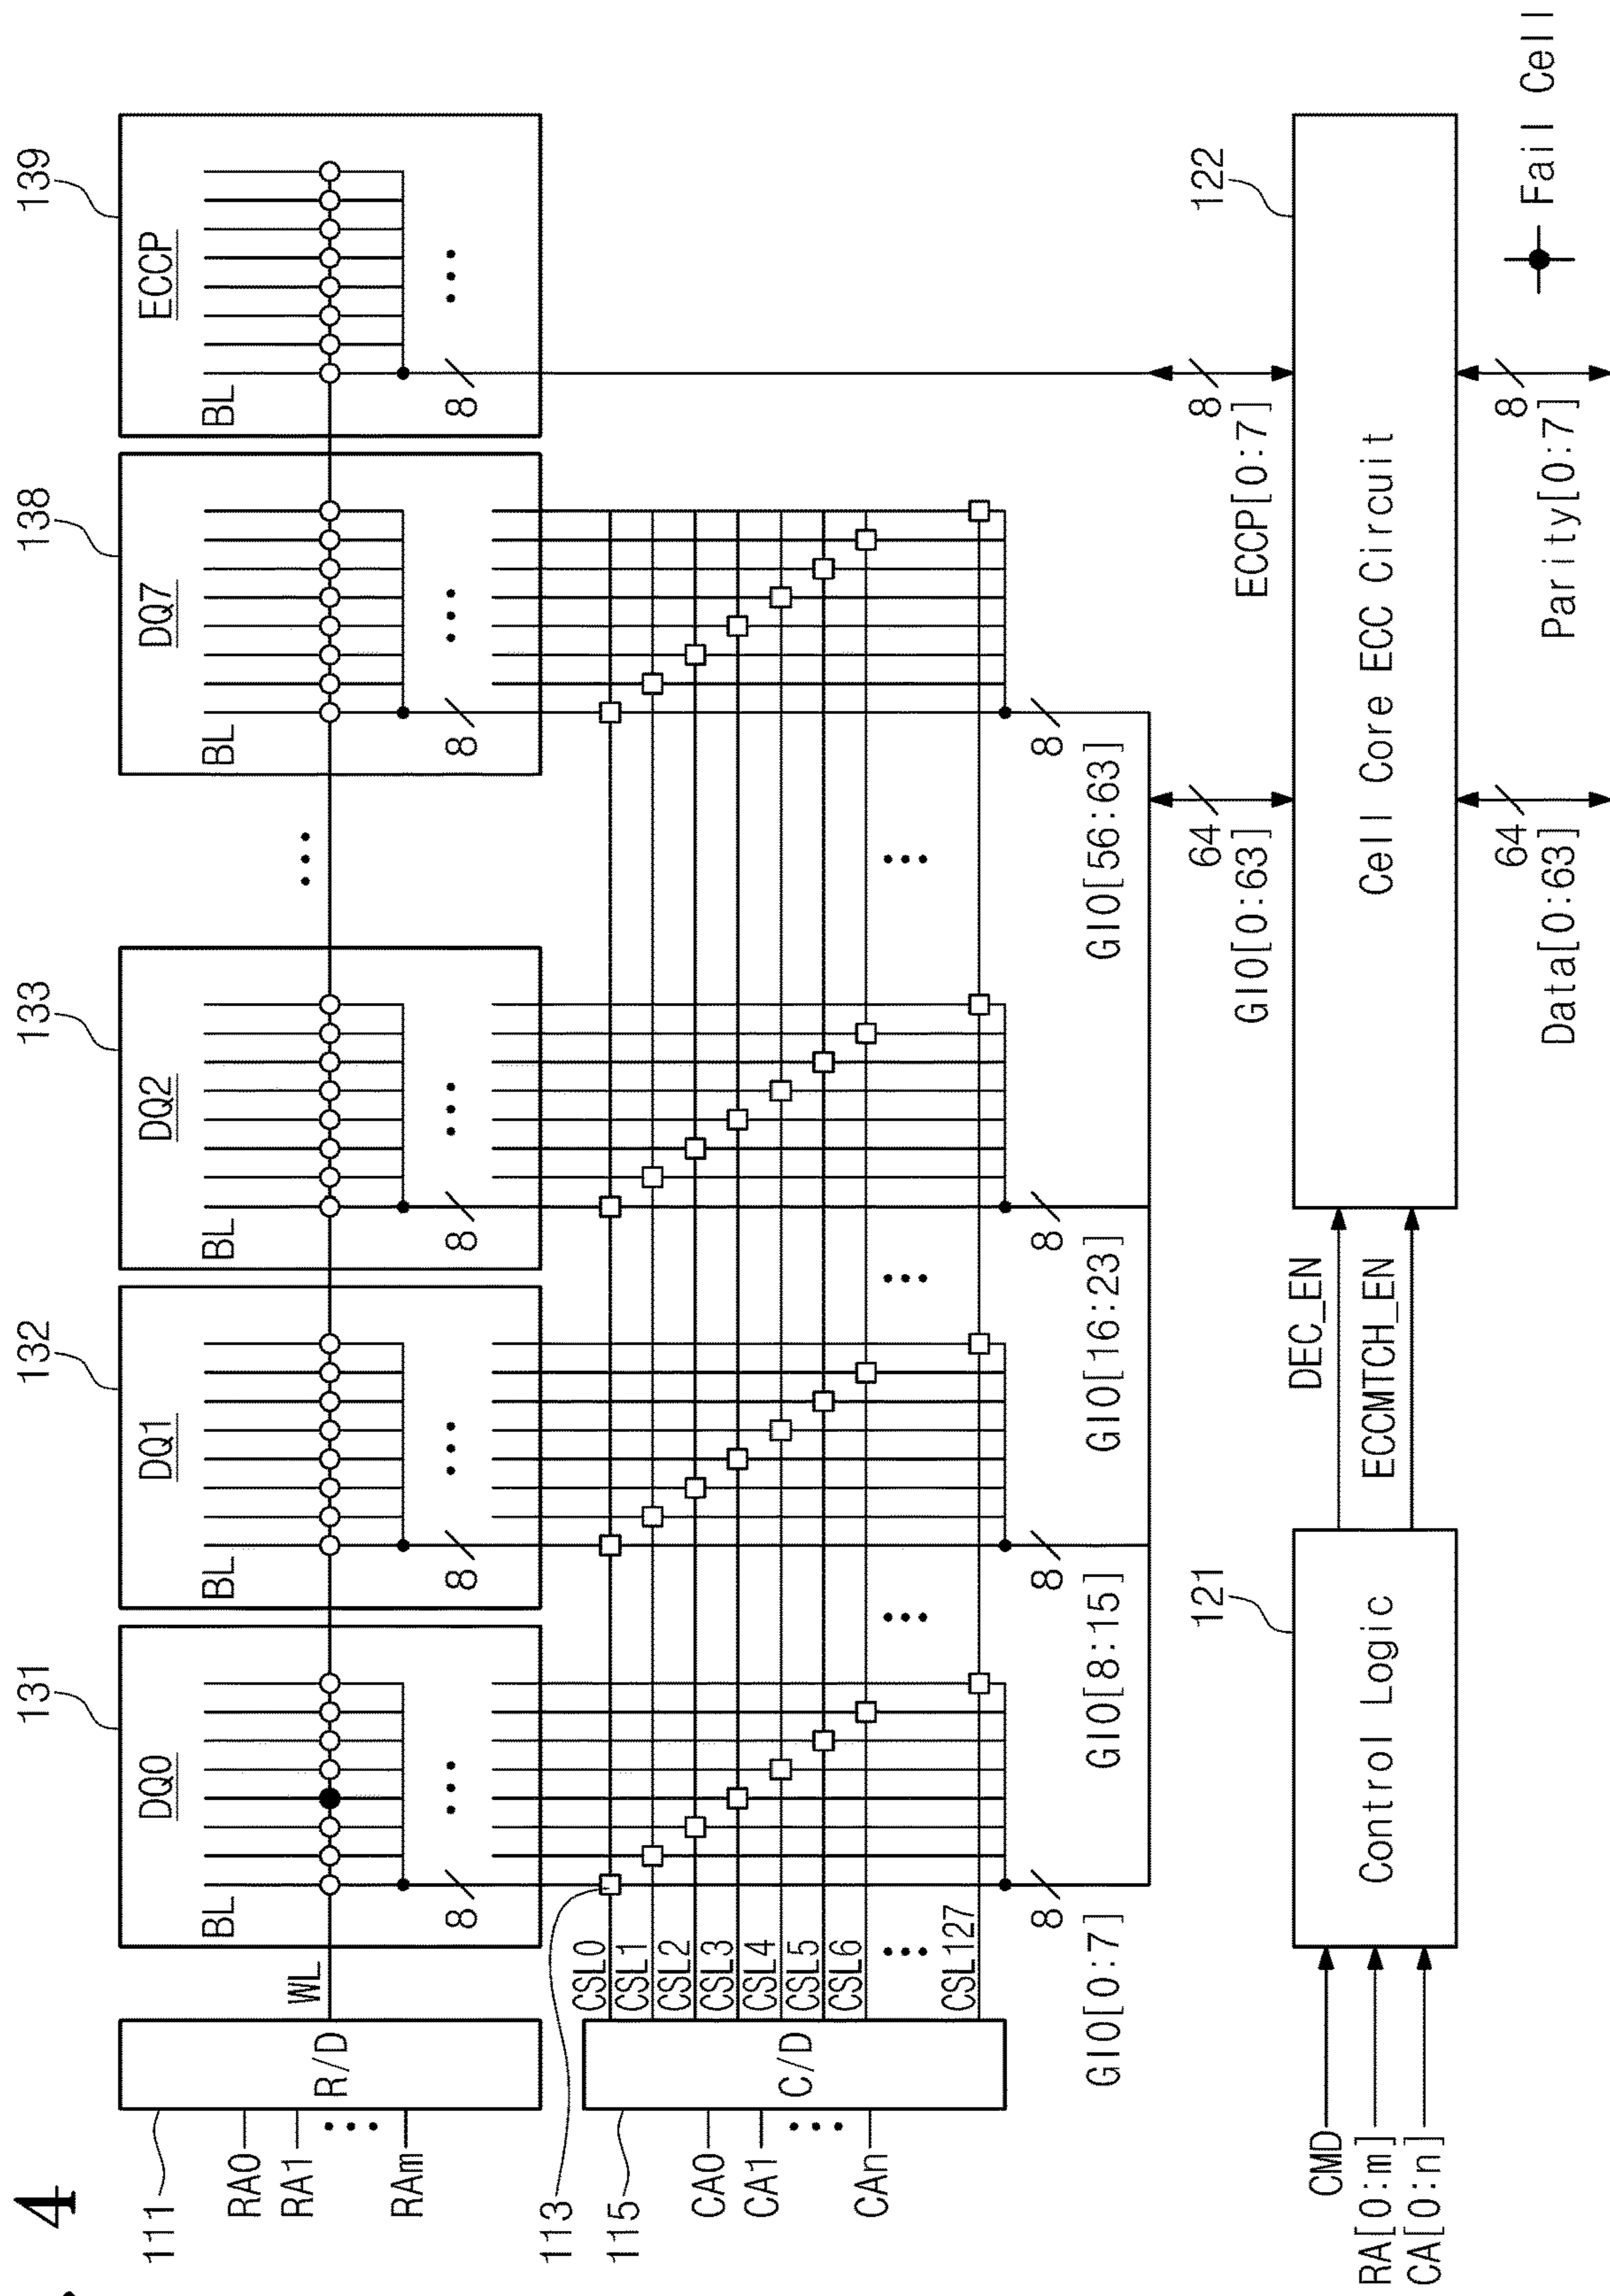 4
111
R/D
RA0
RA1
RAm
WL
131
DQ0
BL
8
132
DQ1
BL
8
133
DQ2
BL
8
138
DQ7
BL
8
139
ECCP
BL
8
113
115
C/D
CA0
CA1
CAn
CSL0
CSL1
CSL2
CSL3
CSL4
CSL5
CSL6
CSL127
8
GIO[0:7]
8
GIO[8:15]
8
GIO[16:23]
8
GIO[56:63]
64
GIO[0:63]
8
ECCP[0:7]
CMD
RA[0:m]
CA[0:n]
121
Control Logic
DEC_EN
ECCMTCH_EN
122
Cell Core ECC Circuit
64
Data[0:63]
8
Parity[0:7]
Fail Cell